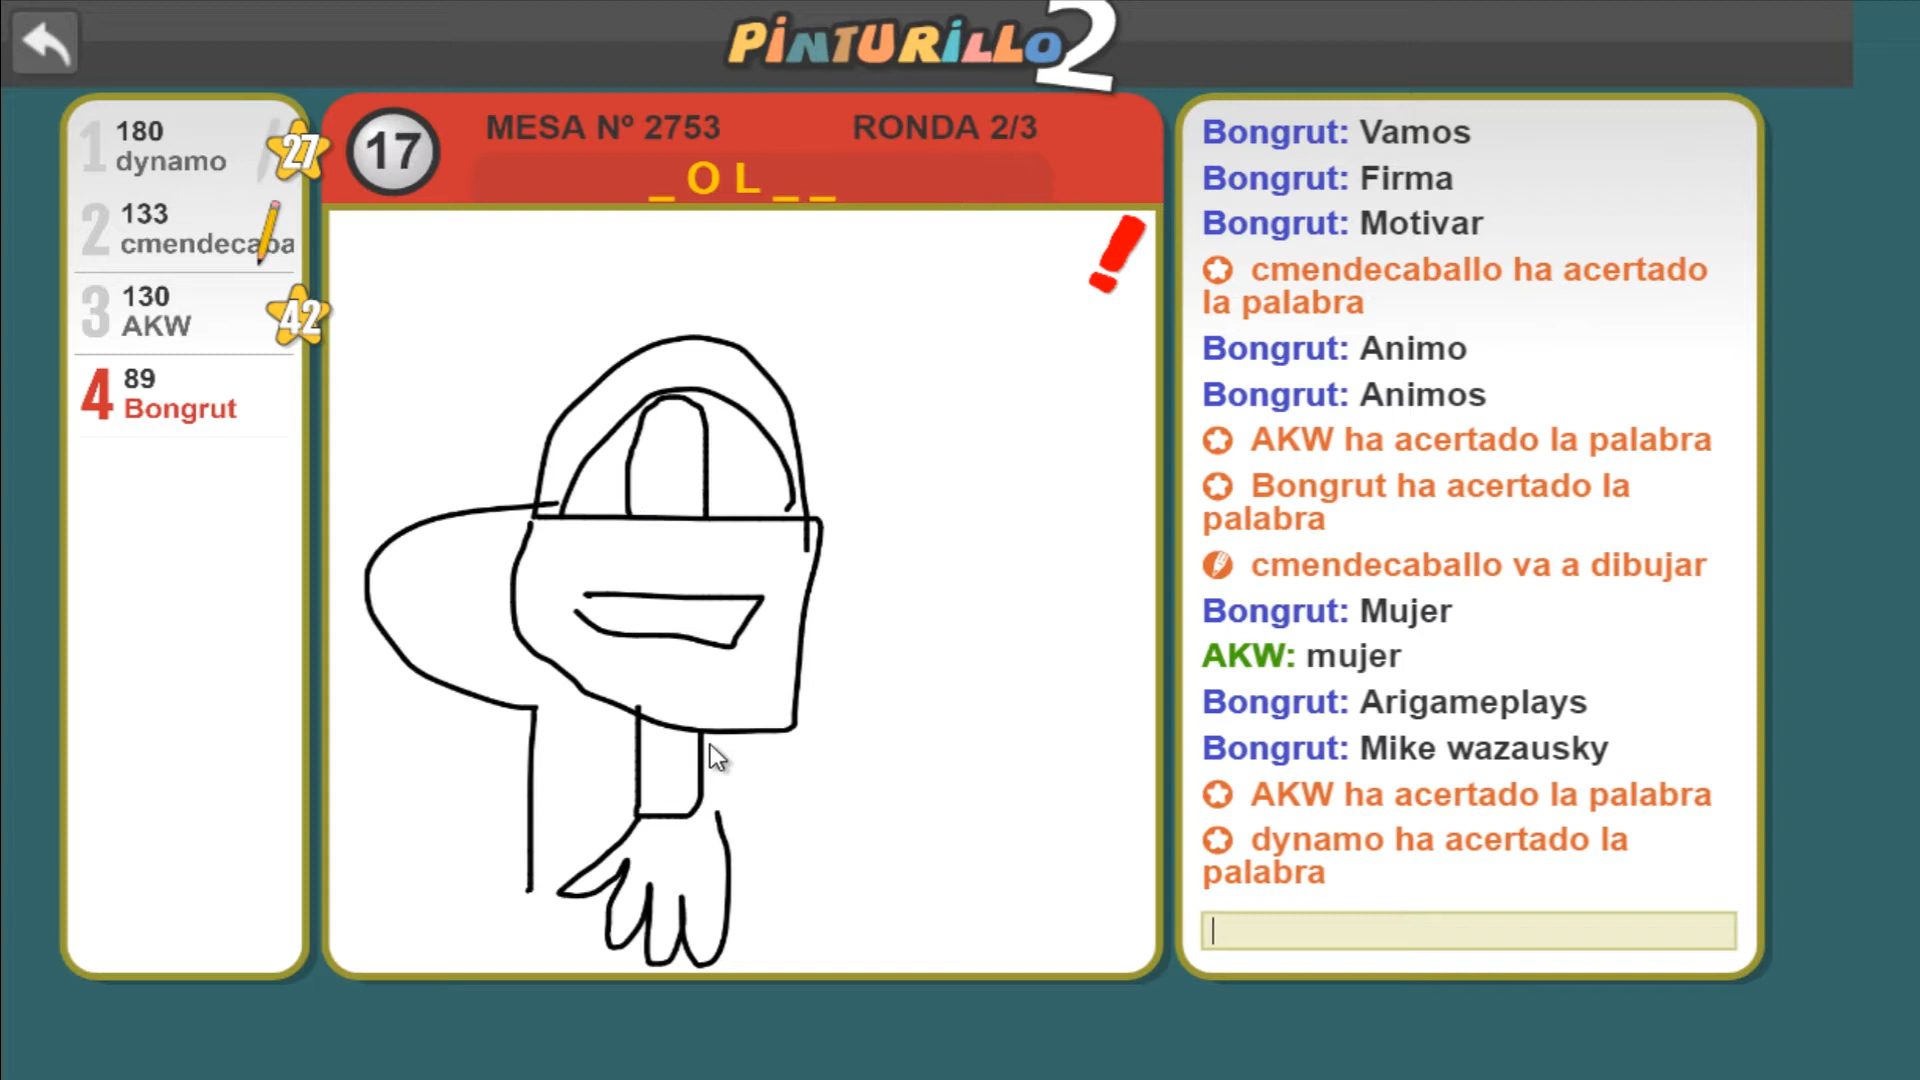 PINTURILLO 2
1 180
dynamo
27
2 133
cmendecaba
3 130
AKW
42
4 89
Bongrut
17
MESA Nº 2753
RONDA 2/3
_ O L _ _
!
Bongrut: Vamos
Bongrut: Firma
Bongrut: Motivar
cmendecaballo ha acertado
la palabra
Bongrut: Animo
Bongrut: Animos
AKW ha acertado la palabra
Bongrut ha acertado la
palabra
cmendecaballo va a dibujar
Bongrut: Mujer
AKW: mujer
Bongrut: Arigameplays
Bongrut: Mike wazausky
AKW ha acertado la palabra
dynamo ha acertado la
palabra